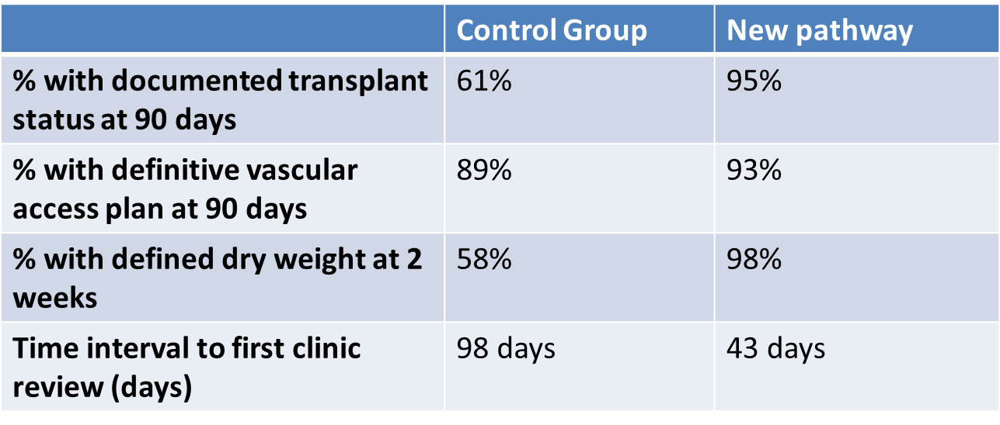 Control Group New pathway
% with documented transplant 61% 95%
status at 90 days
% with definitive vascular 89% 93%
access plan at 90 days
% with defined dry weight at 2 58% 98%
weeks
Time interval to first clinic 98 days 43 days
review (days)